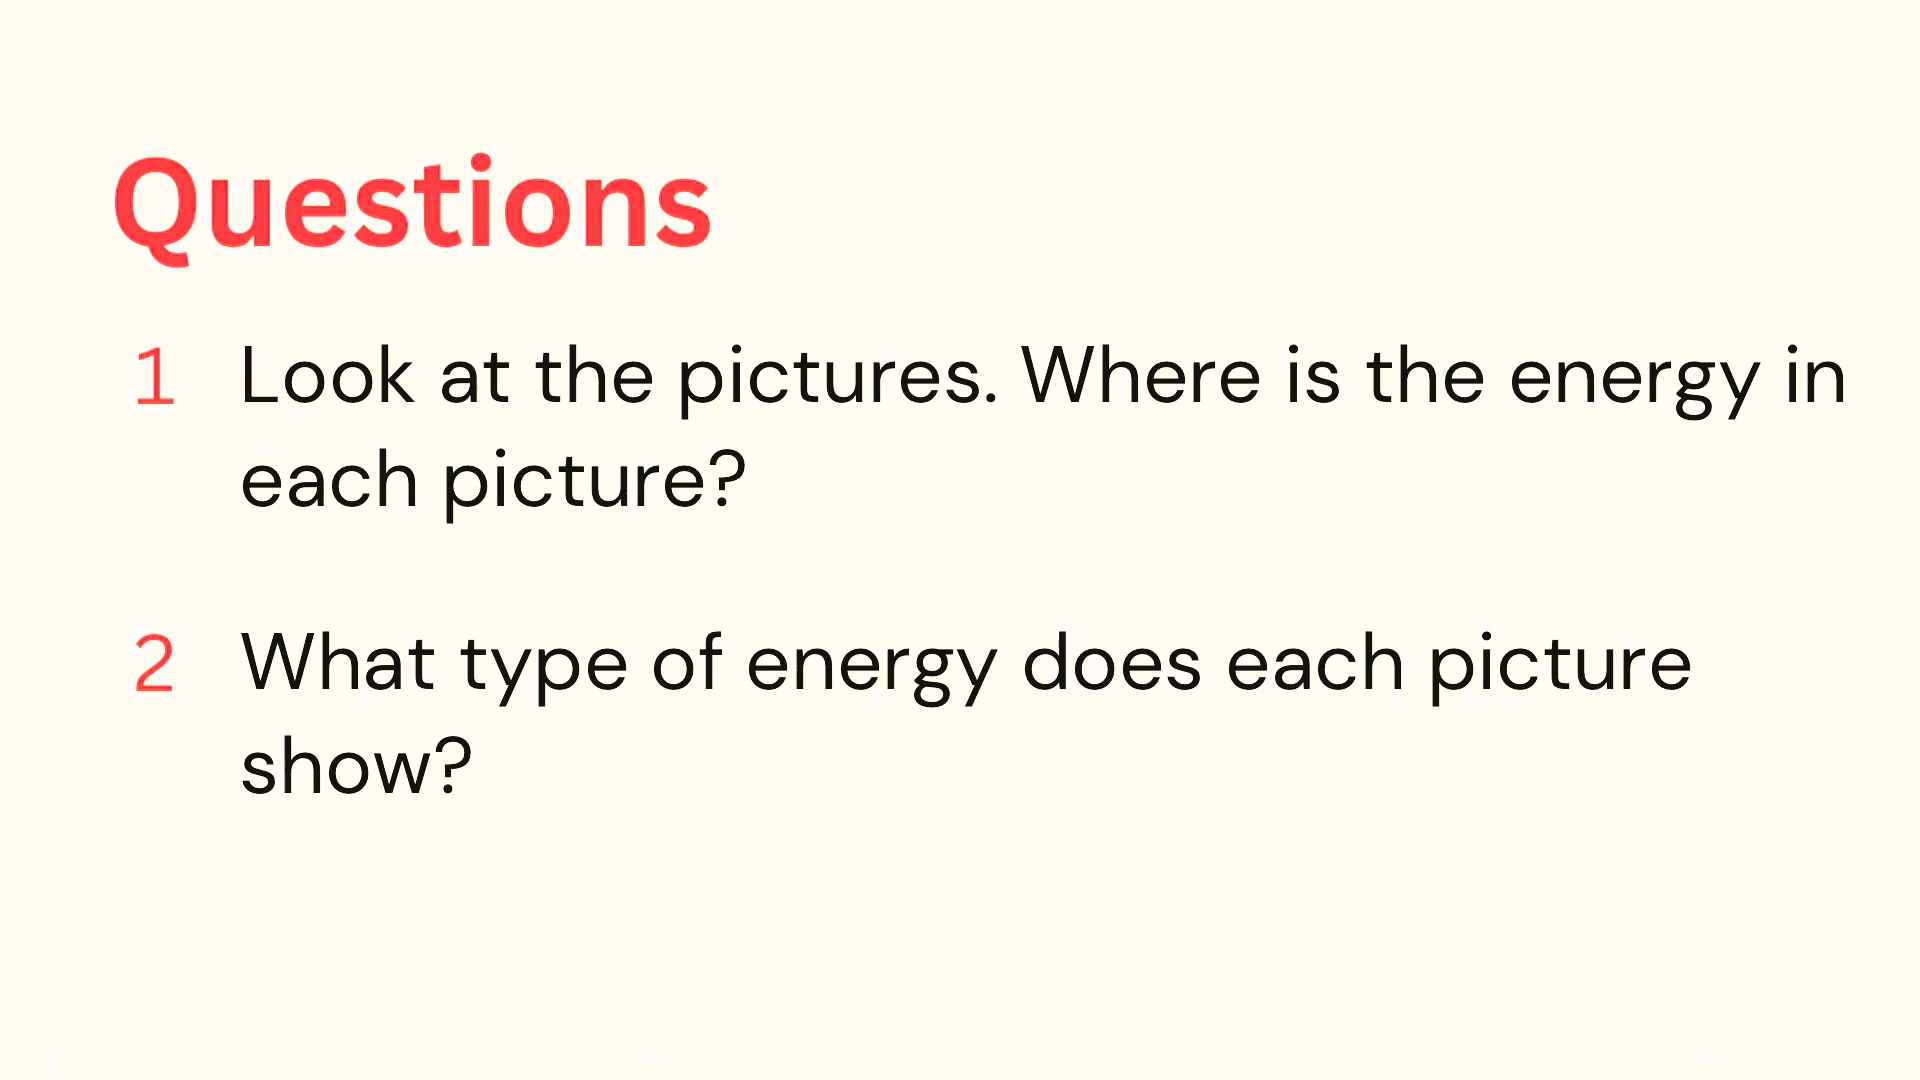 Questions
1 Look at the pictures. Where is the energy in
each picture?
2 What type of energy does each picture
show?